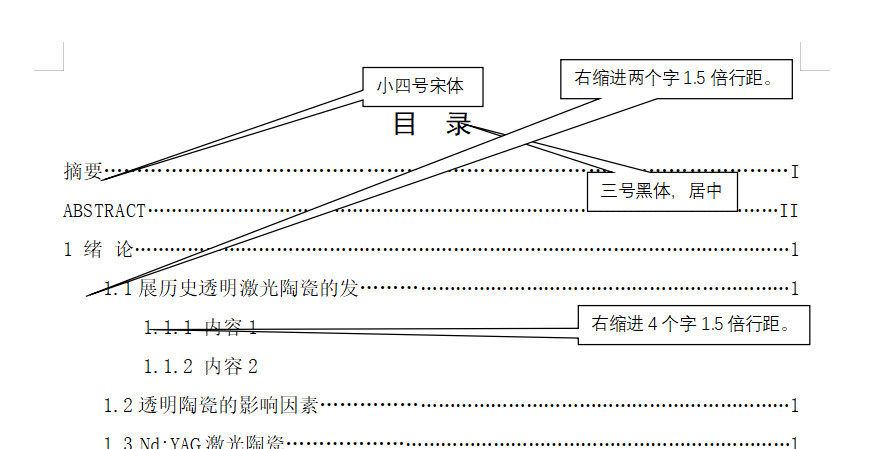 小四号宋体
右缩进两个字1.5倍行距。
目 录
摘要……………………………………………………………………………………I
三号黑体，居中
ABSTRACT……………………………………………………………………………II
1 绪 论………………………………………………………………………………1
1.1展历史透明激光陶瓷的发……………………………………………………1
1.1.1 内容1
右缩进4个字1.5倍行距。
1.1.2 内容2
1.2透明陶瓷的影响因素…………………………………………………………1
1.3 Nd:YAG激光陶瓷………………………………………………………………1